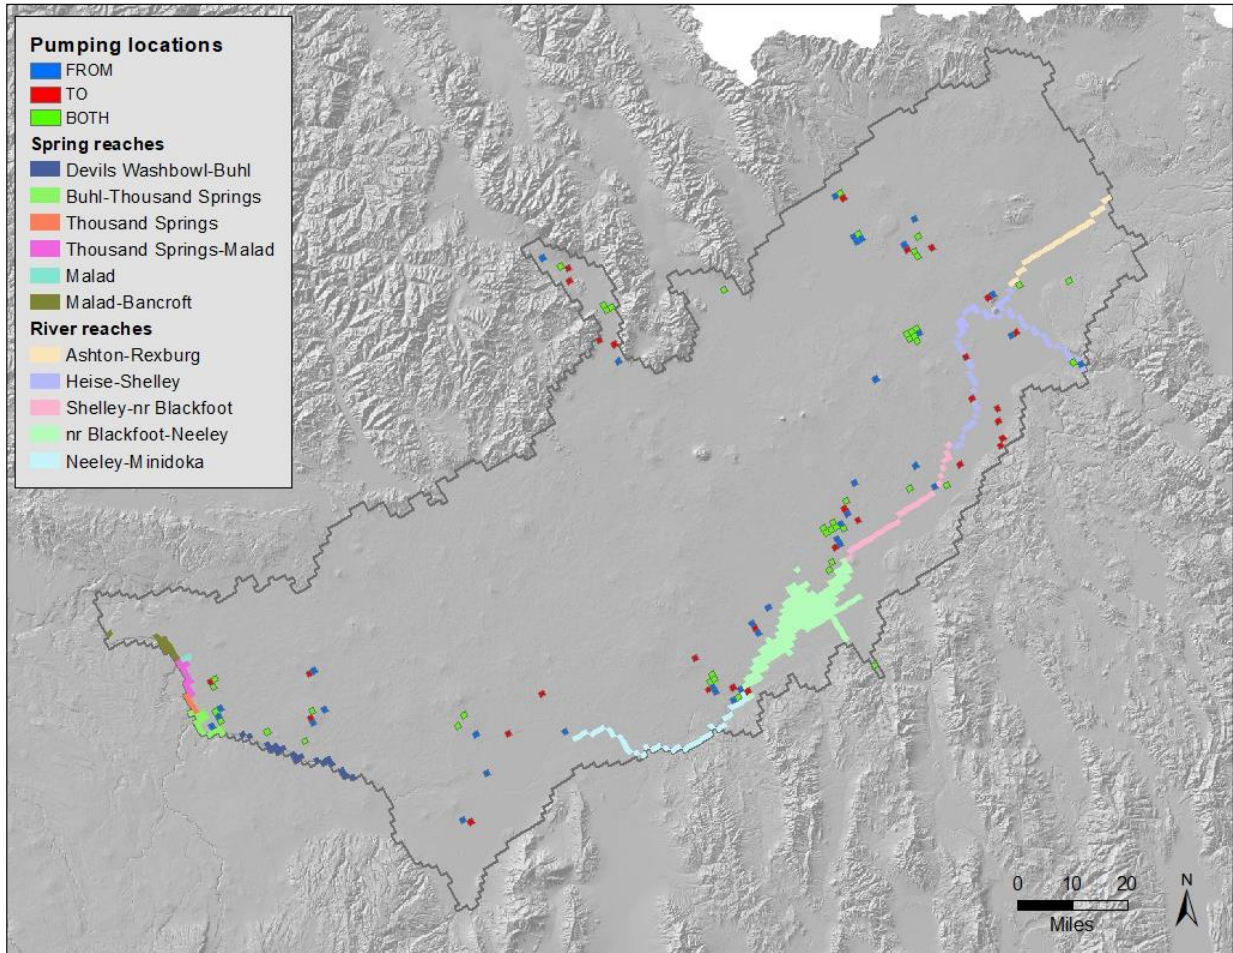 Pumping locations
FROM
TO
BOTH
Spring reaches
Devils Washbowl-Buhl
Buhl-Thousand Springs
Thousand Springs
Thousand Springs-Malad
Malad
Malad-Bancroft
River reaches
Ashton-Rexburg
Heise-Shelley
Shelley-nr Blackfoot
nr Blackfoot-Neeley
Neeley-Minidoka
0 10 20
Miles
N